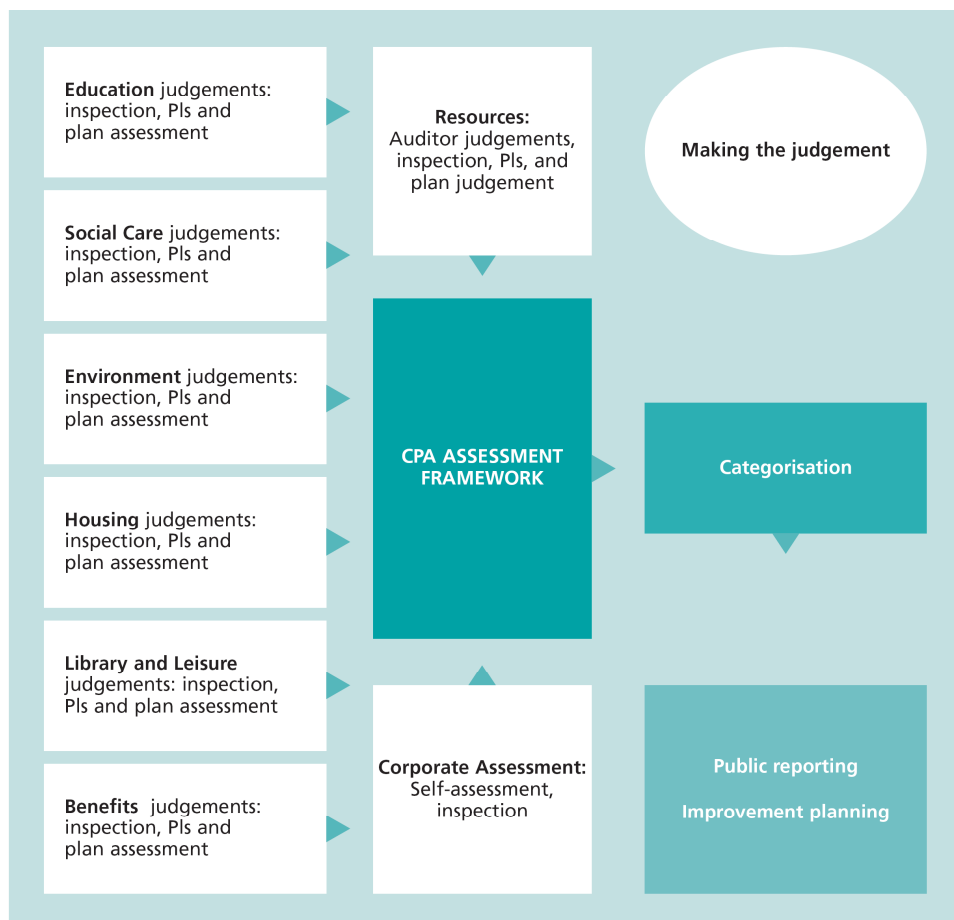 Education judgements:
inspection, PIs and
plan assessment
Social Care judgements:
inspection, PIs and
plan assessment
Environment judgements:
inspection, PIs and
plan assessment
Housing judgements:
inspection, PIs and
plan assessment
Library and Leisure
judgements: inspection,
PIs and plan assessment
Benefits judgements:
inspection, PIs and
plan assessment
Resources:
Auditor judgements,
inspection, PIs, and
plan judgement
CPA ASSESSMENT
FRAMEWORK
Corporate Assessment:
Self-assessment,
inspection
Making the judgement
Categorisation
Public reporting
Improvement planning